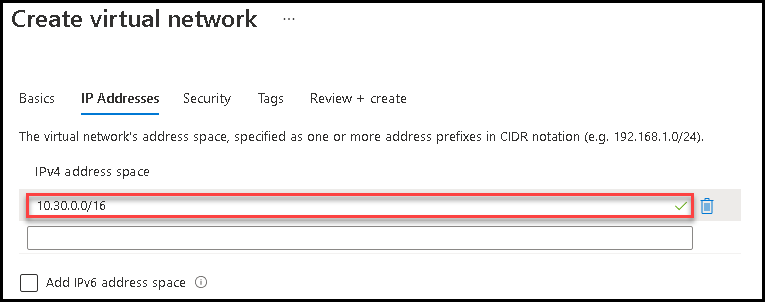 Create virtual network ...
Basics IP Addresses Security Tags Review + create
The virtual network's address space, specified as one or more address prefixes in CIDR notation (e.g. 192.168.1.0/24).
IPv4 address space
10.30.0.0/16
Add IPv6 address space